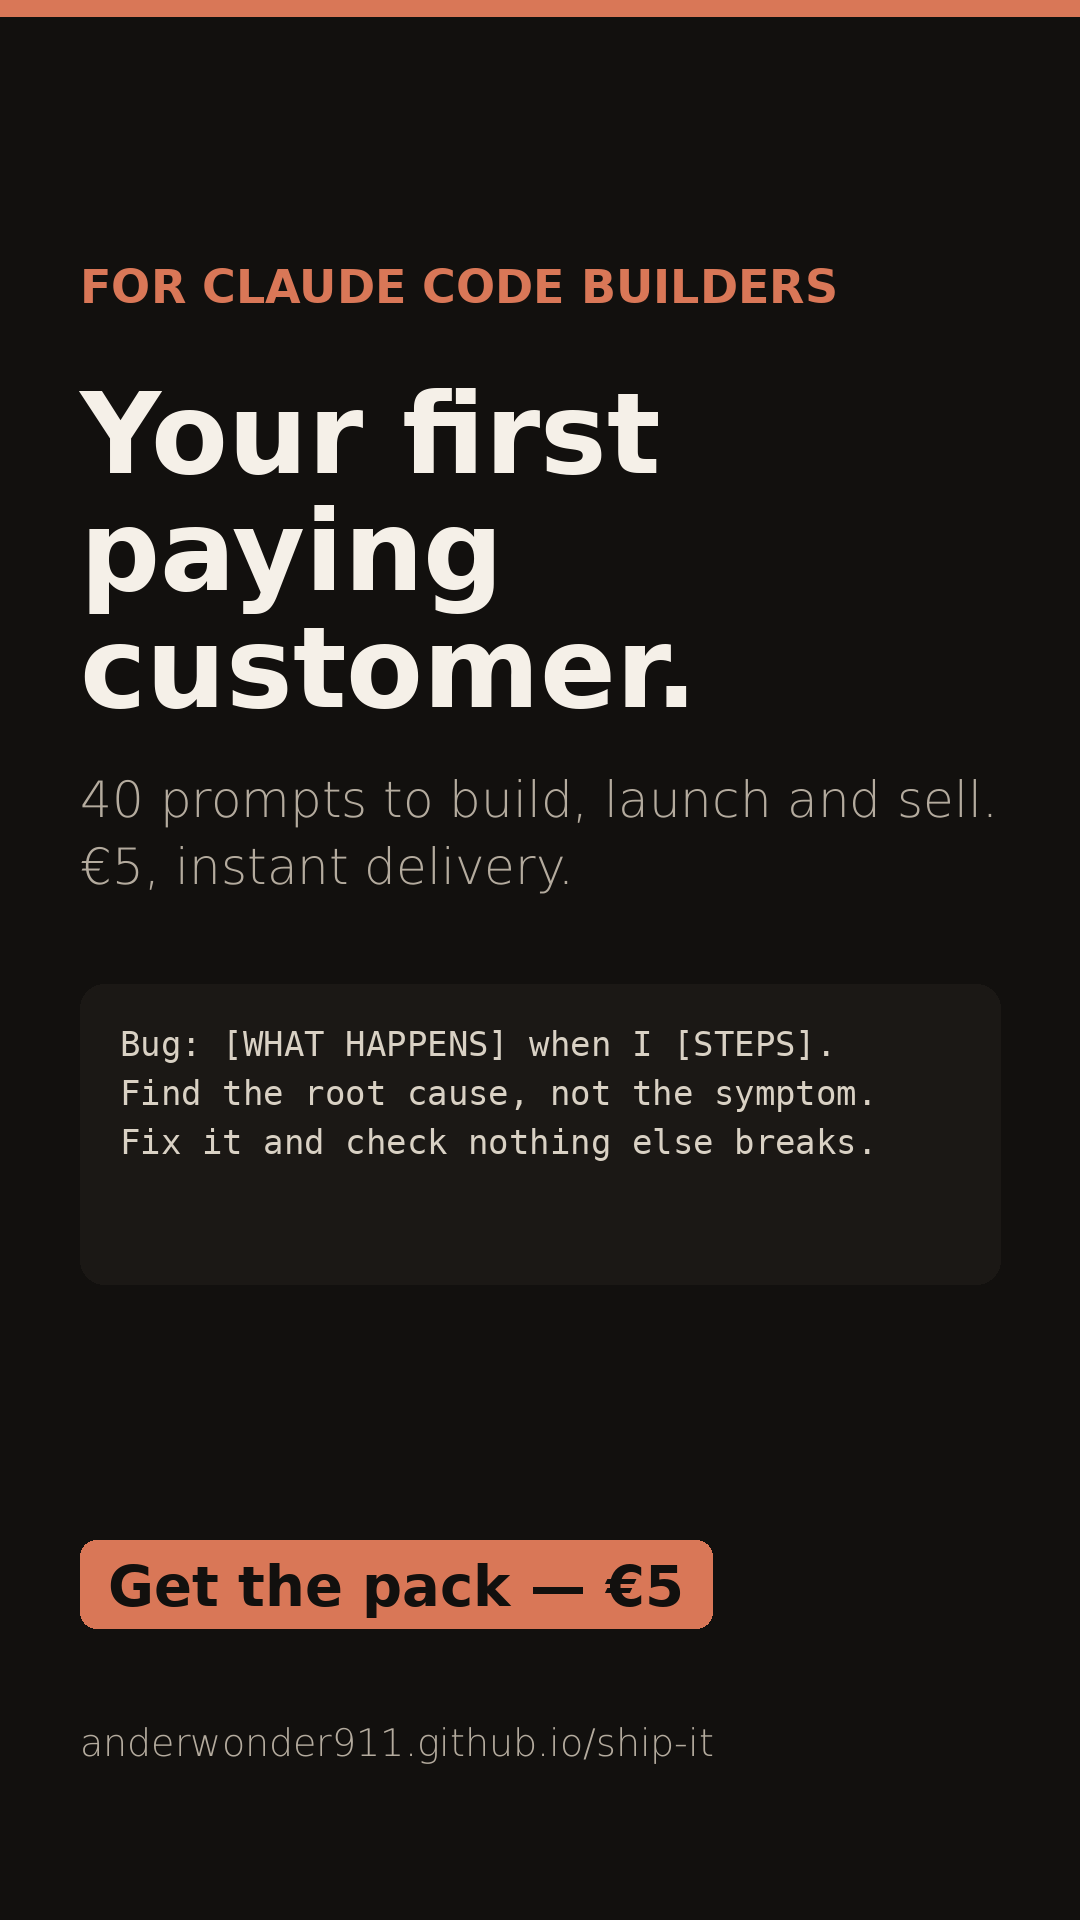 FOR CLAUDE CODE BUILDERS
Your first
paying
customer.
40 prompts to build, launch and sell.
€5, instant delivery.
Bug: [WHAT HAPPENS] when I [STEPS].
Find the root cause, not the symptom.
Fix it and check nothing else breaks.
Get the pack — €5
anderwonder911.github.io/ship-it